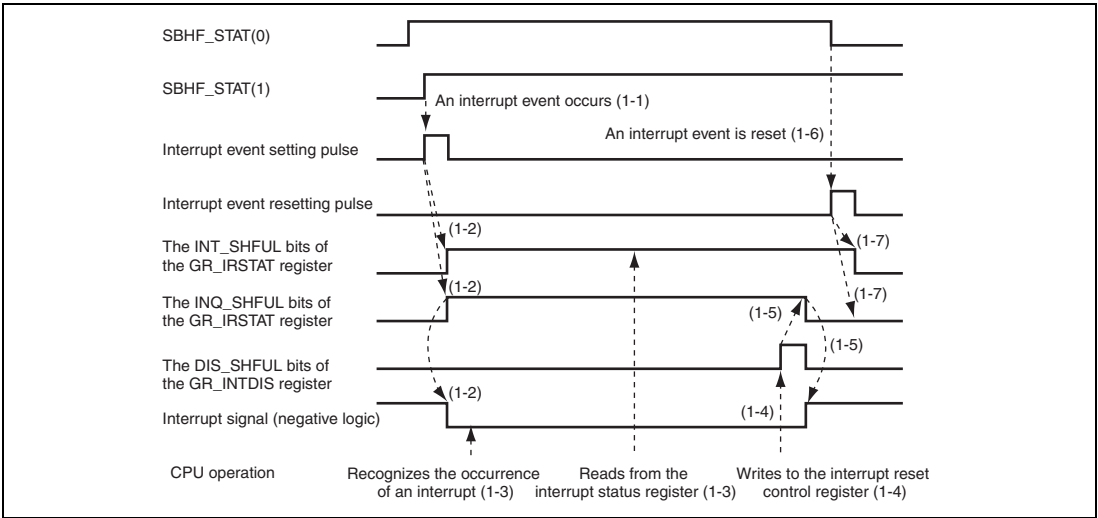 SBHF_STAT(0)
SBHF_STAT(1)
An interrupt event occurs (1-1)
An interrupt event is reset (1-6)
Interrupt event setting pulse
Interrupt event resetting pulse
(1-2)
The INT_SHFUL bits of
the GR_IRSTAT register
(1-7)
(1-2)
(1-7)
The INQ_SHFUL bits of
the GR_IRSTAT register
(1-5)
(1-5)
The DIS_SHFUL bits of
the GR_INTDIS register
(1-2)
(1-4)
Interrupt signal (negative logic)
CPU operation
Recognizes the occurrence
of an interrupt (1-3)
Reads from the
interrupt status register (1-3)
Writes to the interrupt reset
control register (1-4)